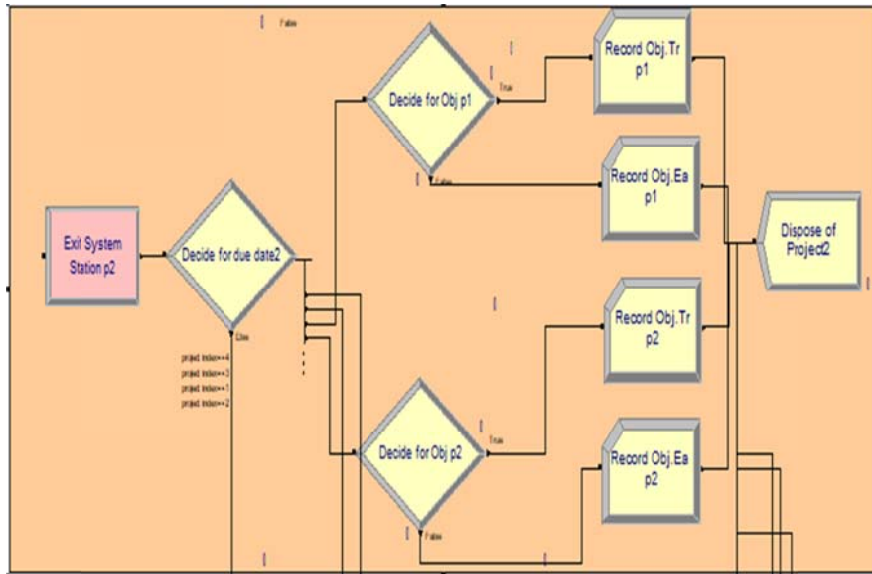 False
Decide for Obj p1
True
False
Record Obj.Tr
p1
Record Obj.Ea
p1
Exit System
Station p2
Decide for due date2
Else
project index==4
project index==3
project index==1
project index==2
Dispose of
Project2
Record Obj.Tr
p2
Decide for Obj p2
True
False
Record Obj.Ea
p2